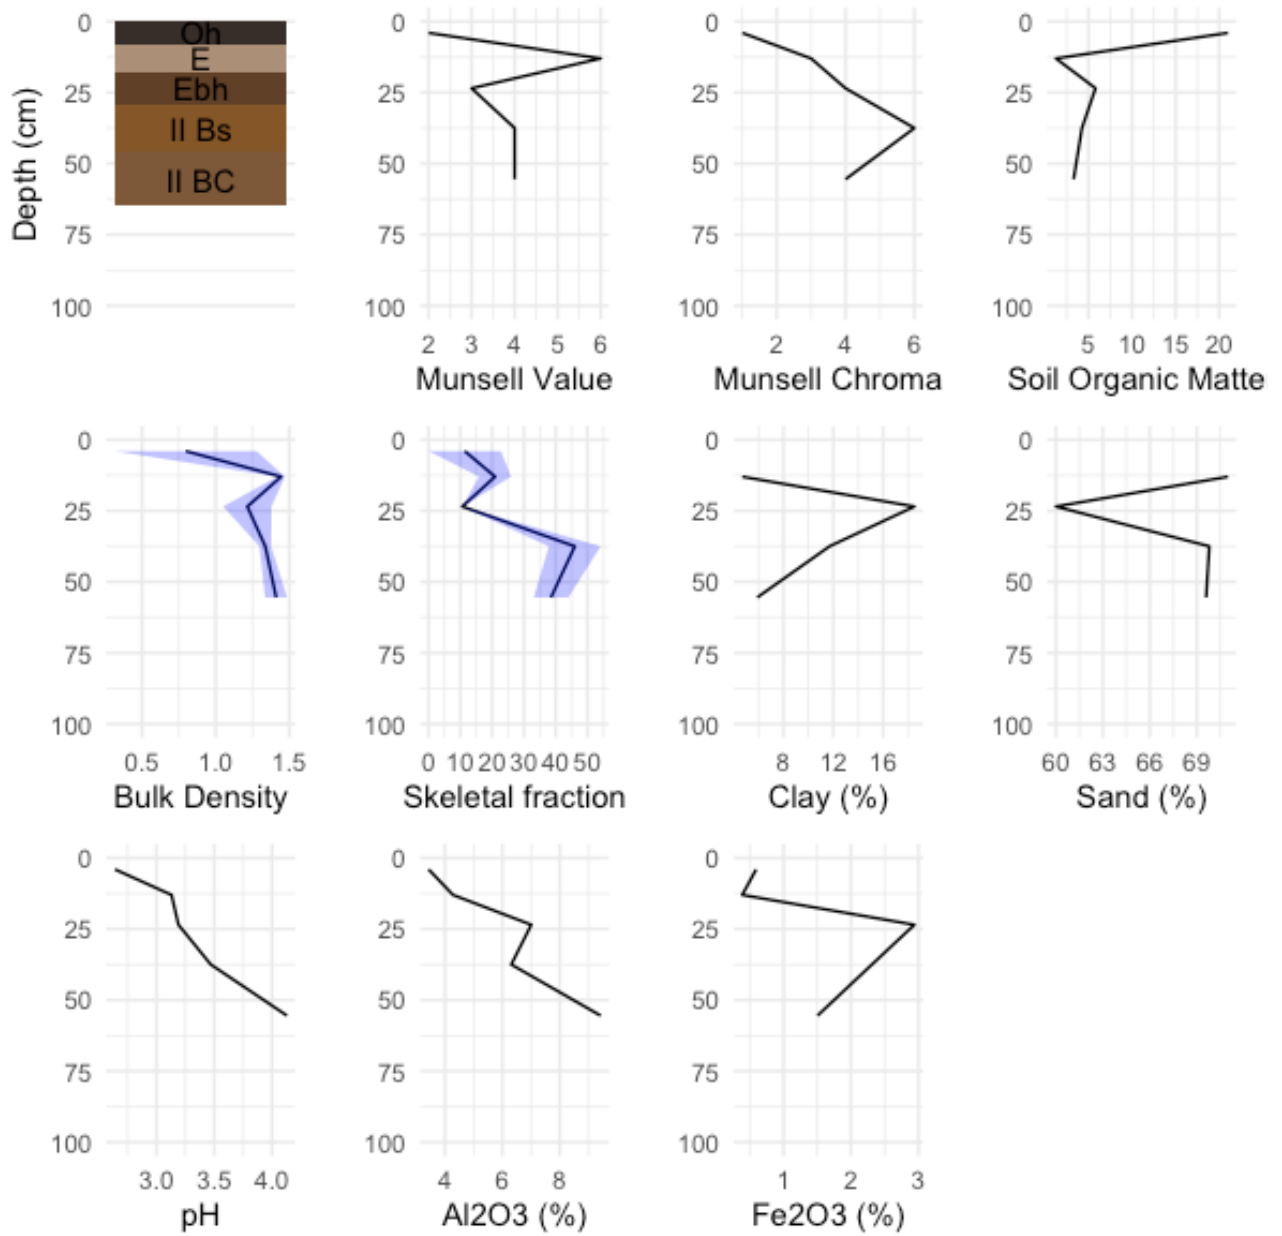 Depth (cm)
0
25
50
75
100
Oh
E
Ebh
II Bs
II BC
0
25
50
75
100
2 3 4 5 6
Munsell Value
0
25
50
75
100
2 4 6
Munsell Chroma
0
25
50
75
100
5 10 15 20
Soil Organic Matte
0
25
50
75
100
0.5 1.0 1.5
Bulk Density
0
25
50
75
100
0 10 20 30 40 50
Skeletal fraction
0
25
50
75
100
8 12 16
Clay (%)
0
25
50
75
100
60 63 66 69
Sand (%)
0
25
50
75
100
3.0 3.5 4.0
pH
0
25
50
75
100
4 6 8
Al2O3 (%)
0
25
50
75
100
1 2 3
Fe2O3 (%)